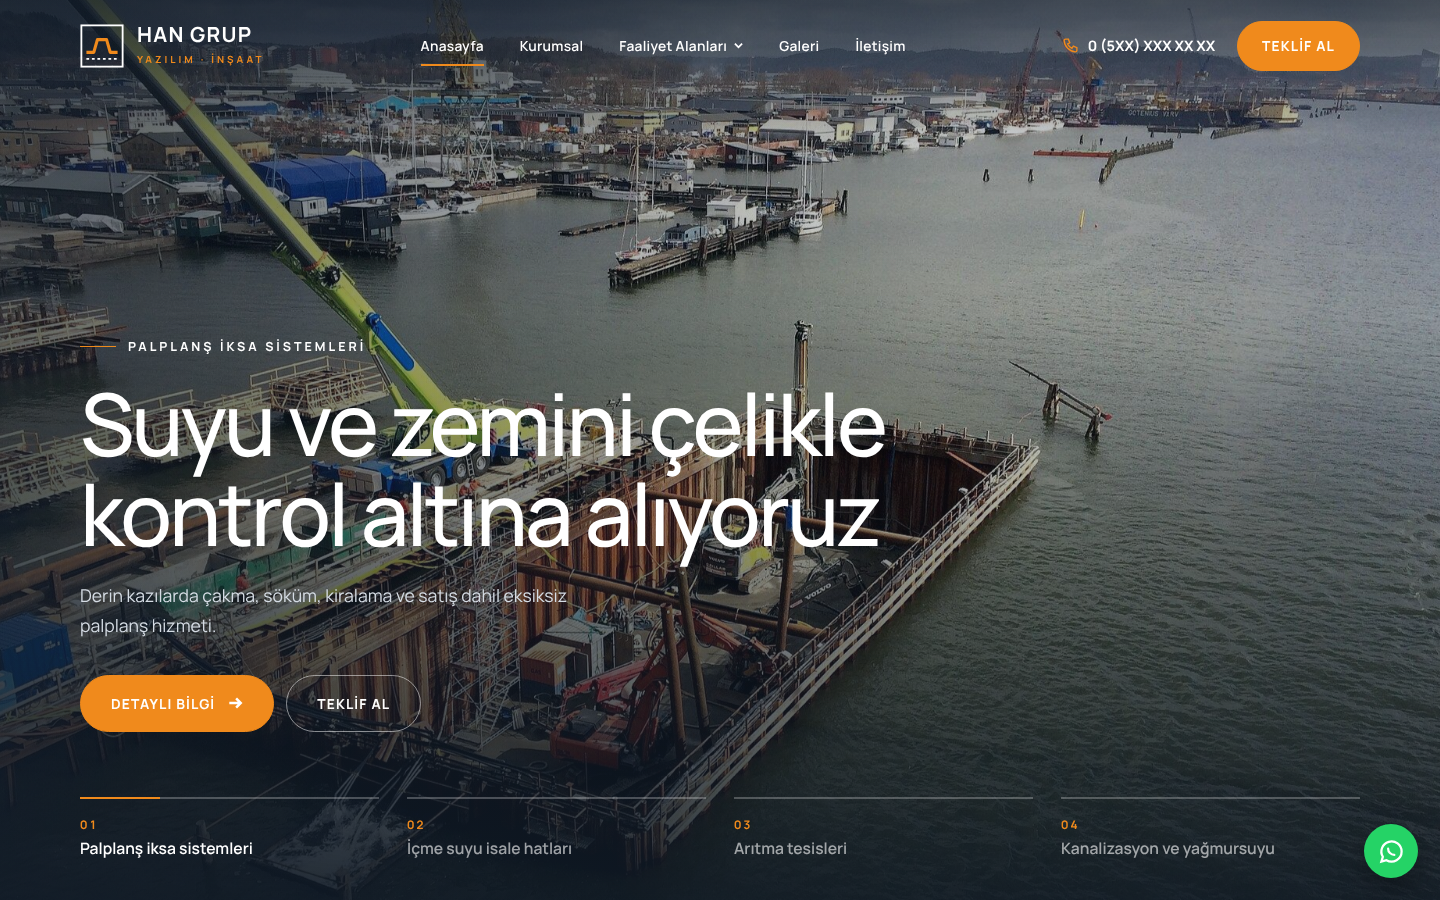 HAN GRUP
YAZILIM · İNŞAAT
Anasayfa
Kurumsal
Faaliyet Alanları
Galeri
İletişim
0 (5XX) XXX XX XX
TEKLİF AL
PALPLANŞ İKSA SİSTEMLERİ
Suyu ve zemini çelikle
kontrol altına alıyoruz
Derin kazılarda çakma, söküm, kiralama ve satış dahil eksiksiz
palplanş hizmeti.
DETAYLI BİLGİ
TEKLİF AL
01
Palplanş iksa sistemleri
02
İçme suyu isale hatları
03
Arıtma tesisleri
04
Kanalizasyon ve yağmursuyu
VOLVO